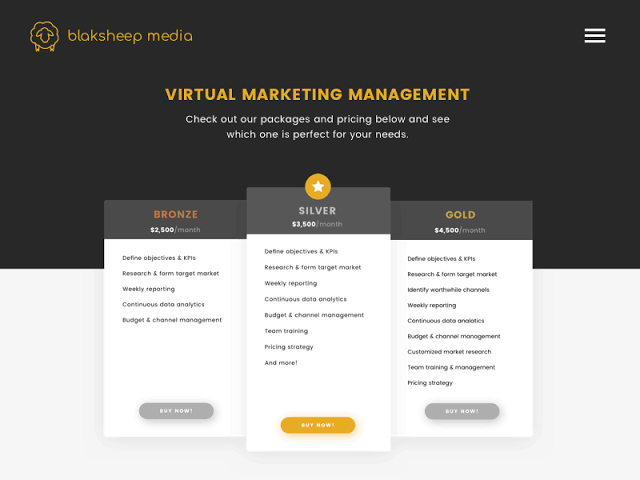 blaksheep media
VIRTUAL MARKETING MANAGEMENT
Check out our packages and pricing below and see
which one is perfect for your needs.
BRONZE
$2,500/month
Define objectives & KPIs
Research & form target market
Weekly reporting
Continuous data analytics
Budget & channel management
BUY NOW!
SILVER
$3,500/month
Define objectives & KPIs
Research & form target market
Weekly reporting
Continuous data analytics
Budget & channel management
Team training
Pricing strategy
And more!
BUY NOW!
GOLD
$4,500/month
Define objectives & KPIs
Research & form target market
Identify worthwhile channels
Weekly reporting
Continuous data analatics
Budget & channel management
Customized market research
Team training & management
Pricing strategy
BUY NOW!